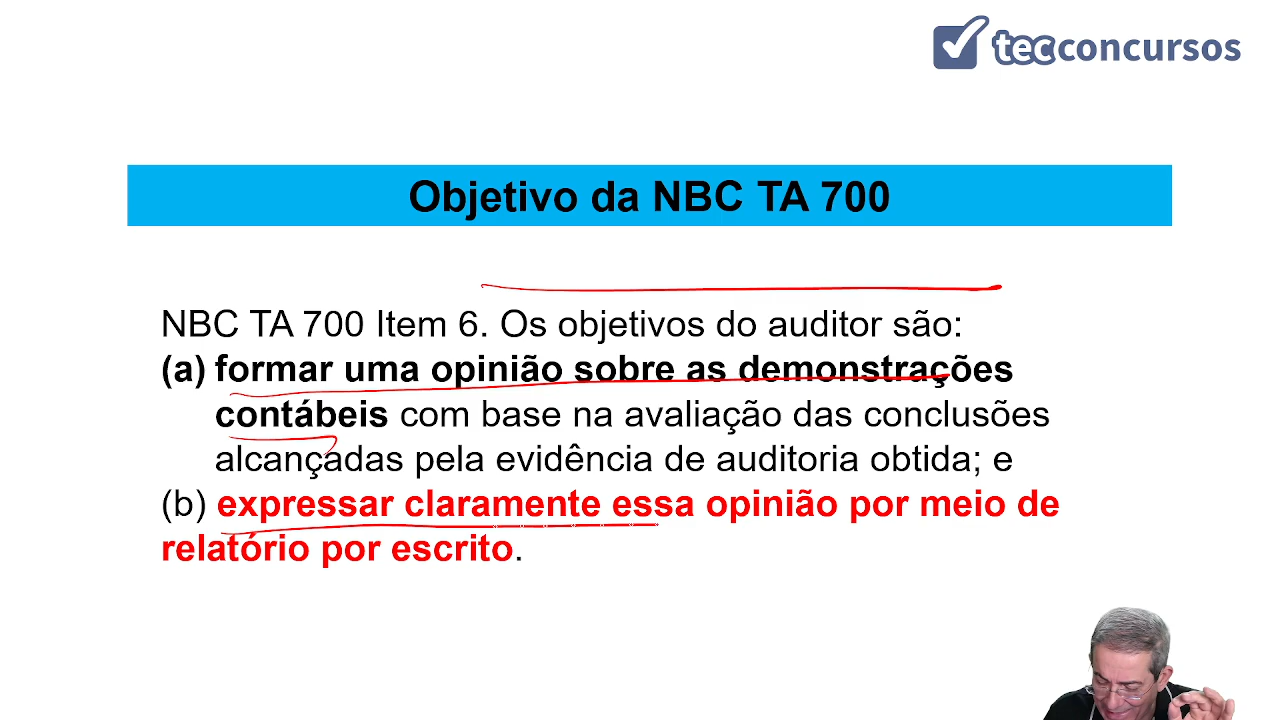 tecconcursos
Objetivo da NBC TA 700
NBC TA 700 Item 6. Os objetivos do auditor são:
(a) formar uma opinião sobre as demonstrações
contábeis com base na avaliação das conclusões
alcançadas pela evidência de auditoria obtida; e
(b) expressar claramente essa opinião por meio de
relatório por escrito.